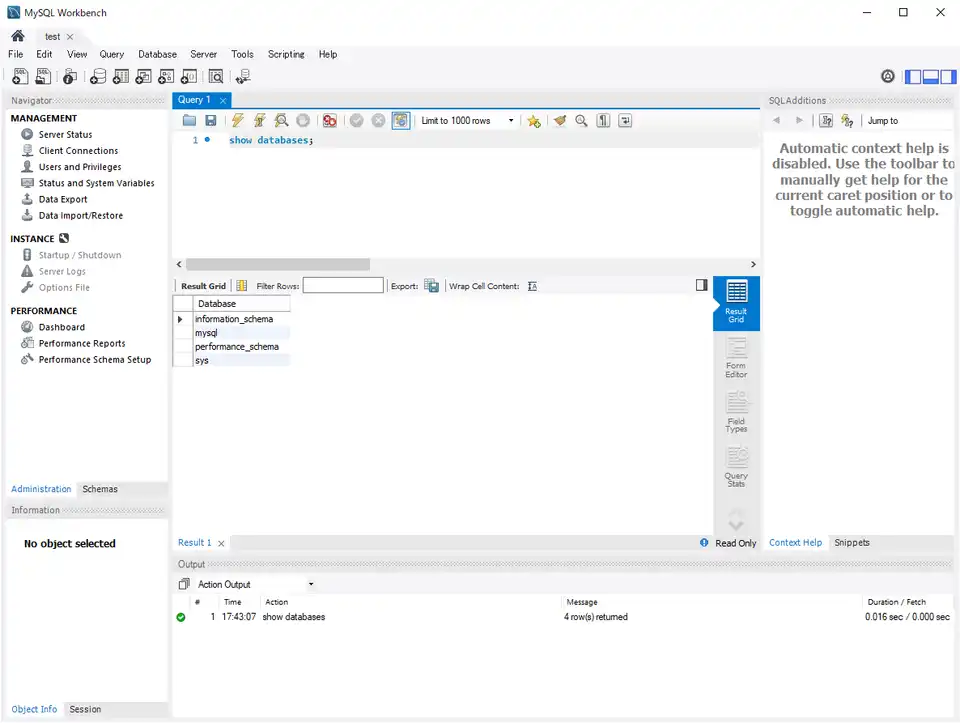 MySQL Workbench
test
File Edit View Query Database Server Tools Scripting Help
Navigator
MANAGEMENT
Server Status
Client Connections
Users and Privileges
Status and System Variables
Data Export
Data Import/Restore
INSTANCE
Startup / Shutdown
Server Logs
Options File
PERFORMANCE
Dashboard
Performance Reports
Performance Schema Setup
Administration Schemas
Information
No object selected
Object Info Session
Query 1
Limit to 1000 rows
1 show databases;
Result Grid Filter Rows: Export: Wrap Cell Content:
Database
information_schema
mysql
performance_schema
sys
Result Grid
Form Editor
Field Types
Query Stats
Result 1 Read Only
SQLAdditions
Jump to
Automatic context help is
disabled. Use the toolbar to
manually get help for the
current caret position or to
toggle automatic help.
Context Help Snippets
Output
Action Output
# Time Action Message Duration / Fetch
1 17:43:07 show databases 4 row(s) returned 0.016 sec / 0.000 sec